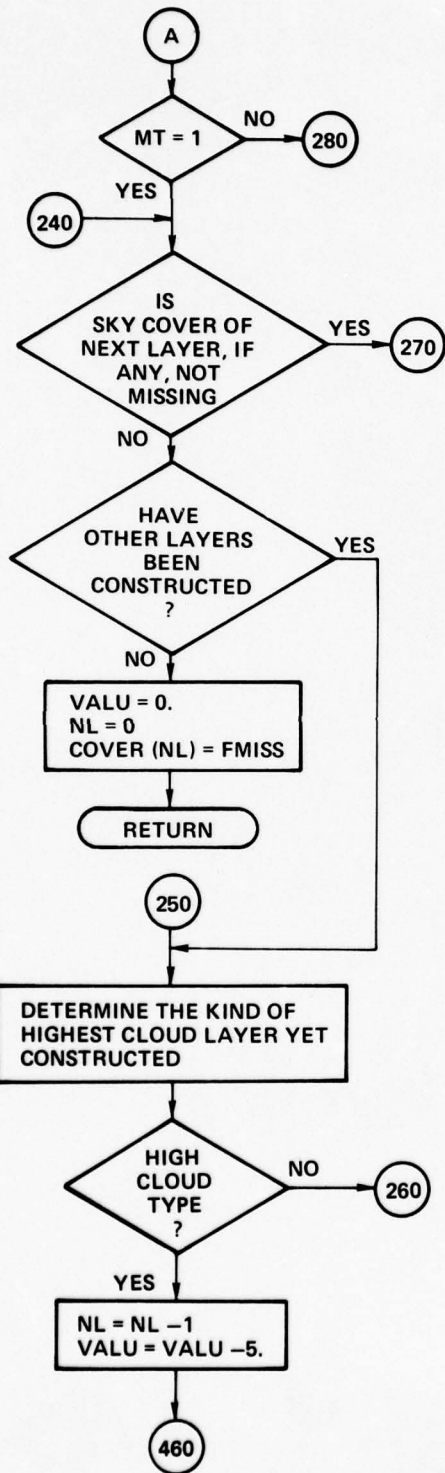 A
MT = 1
NO
280
YES
240
IS
SKY COVER OF
NEXT LAYER, IF
ANY, NOT
MISSING
YES
270
NO
HAVE
OTHER LAYERS
BEEN
CONSTRUCTED
?
YES
NO
VALU = 0.
NL = 0
COVER (NL) = FMISS
RETURN
250
DETERMINE THE KIND OF
HIGHEST CLOUD LAYER YET
CONSTRUCTED
HIGH
CLOUD
TYPE
?
NO
260
YES
NL = NL –1
VALU = VALU –5.
460